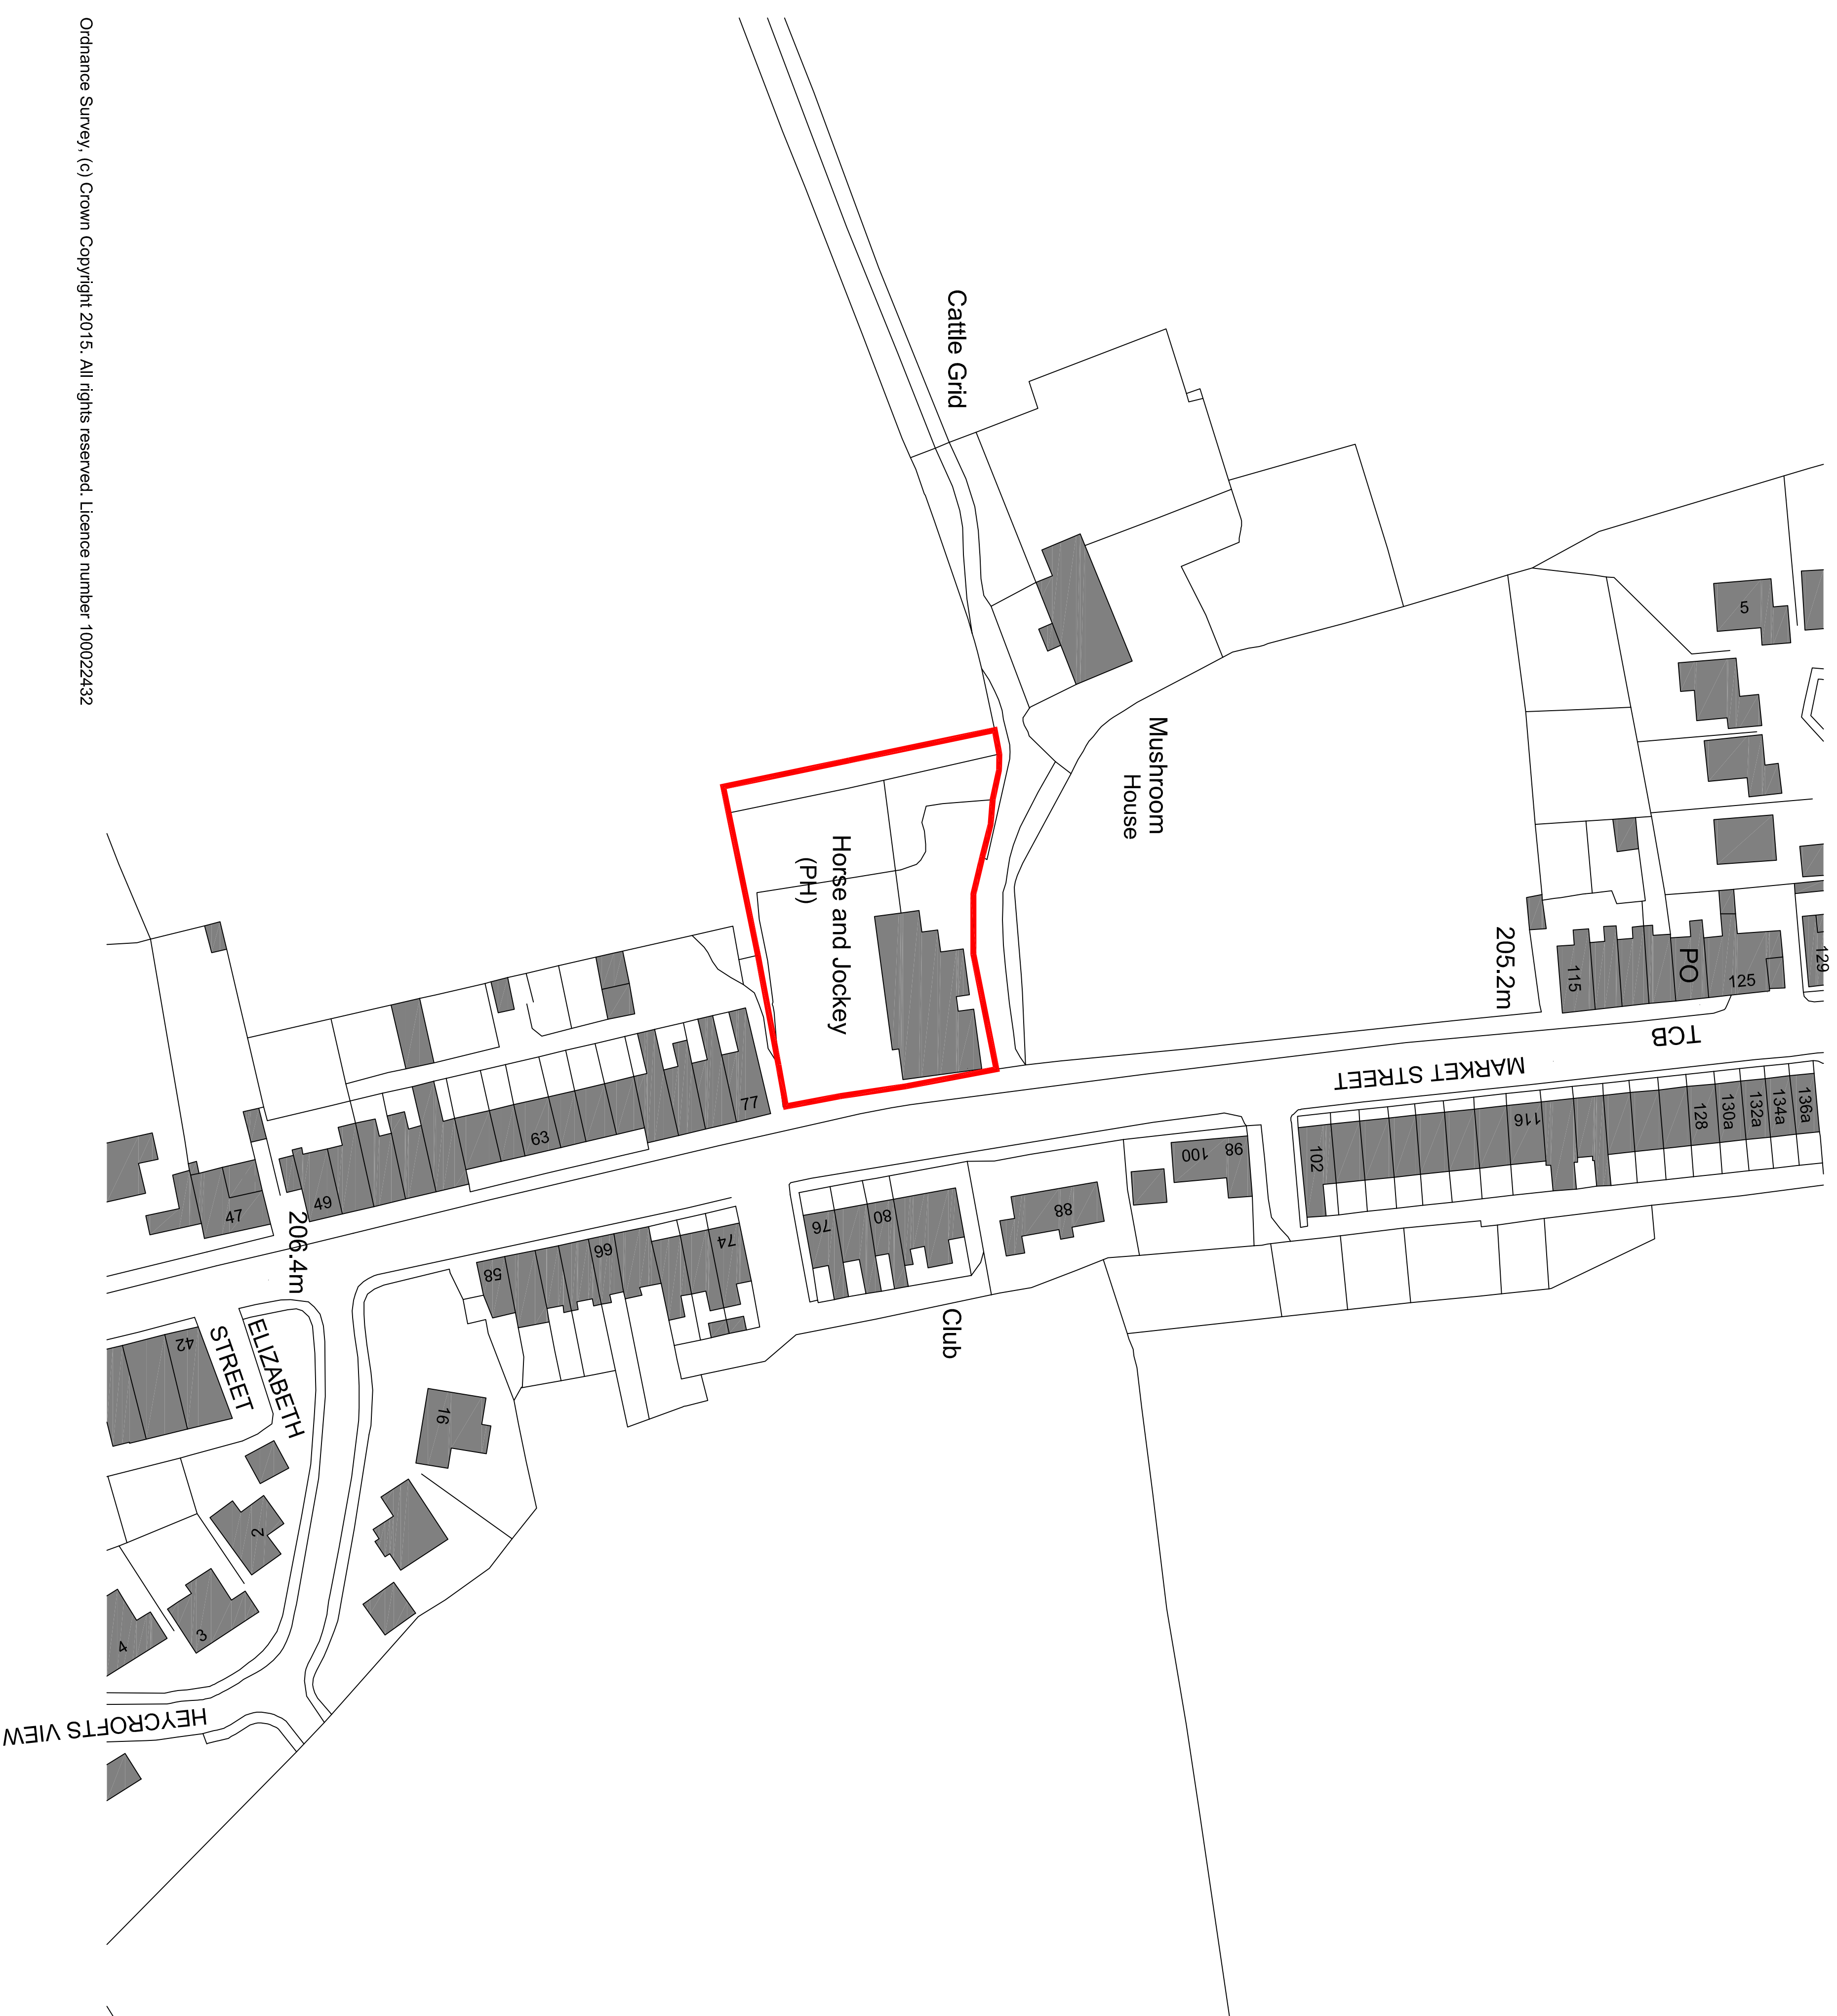 Ordnance Survey, (c) Crown Copyright 2015. All rights reserved. Licence number 100022432
Cattle Grid
Mushroom
House
Horse and Jockey
(PH)
5
205.2m
115
PO
125
129
TCB
MARKET STREET
77
63
49
47
206.4m
136a
134a
132a
130a
128
116
102
98
100
88
80
76
Club
74
66
58
42
ELIZABETH
STREET
16
2
3
4
HEYCROFTS VIEW